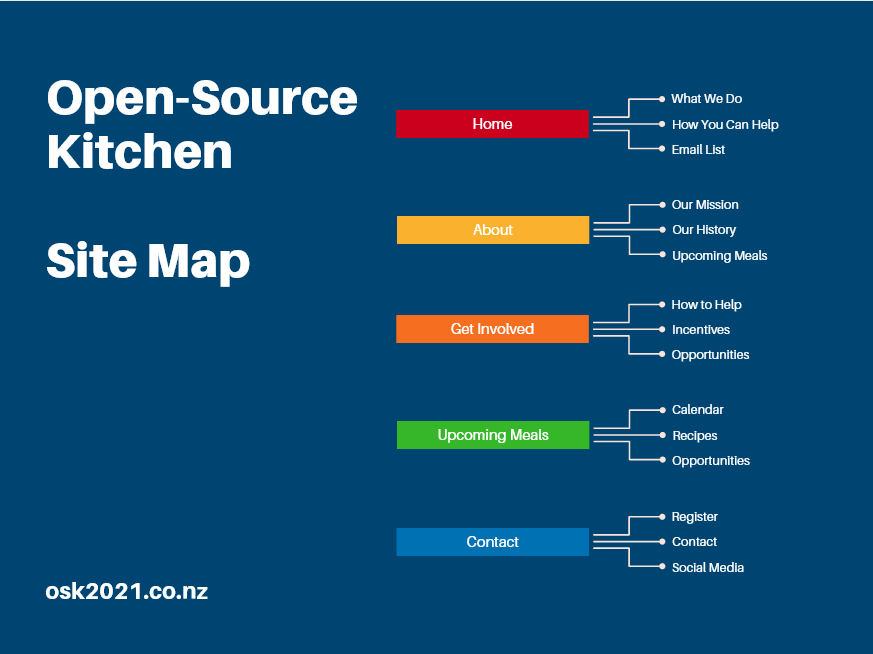 Open-Source
Kitchen
Site Map
Home
What We Do
How You Can Help
Email List
About
Our Mission
Our History
Upcoming Meals
Get Involved
How to Help
Incentives
Opportunities
Upcoming Meals
Calendar
Recipes
Opportunities
Contact
Register
Contact
Social Media
osk2021.co.nz